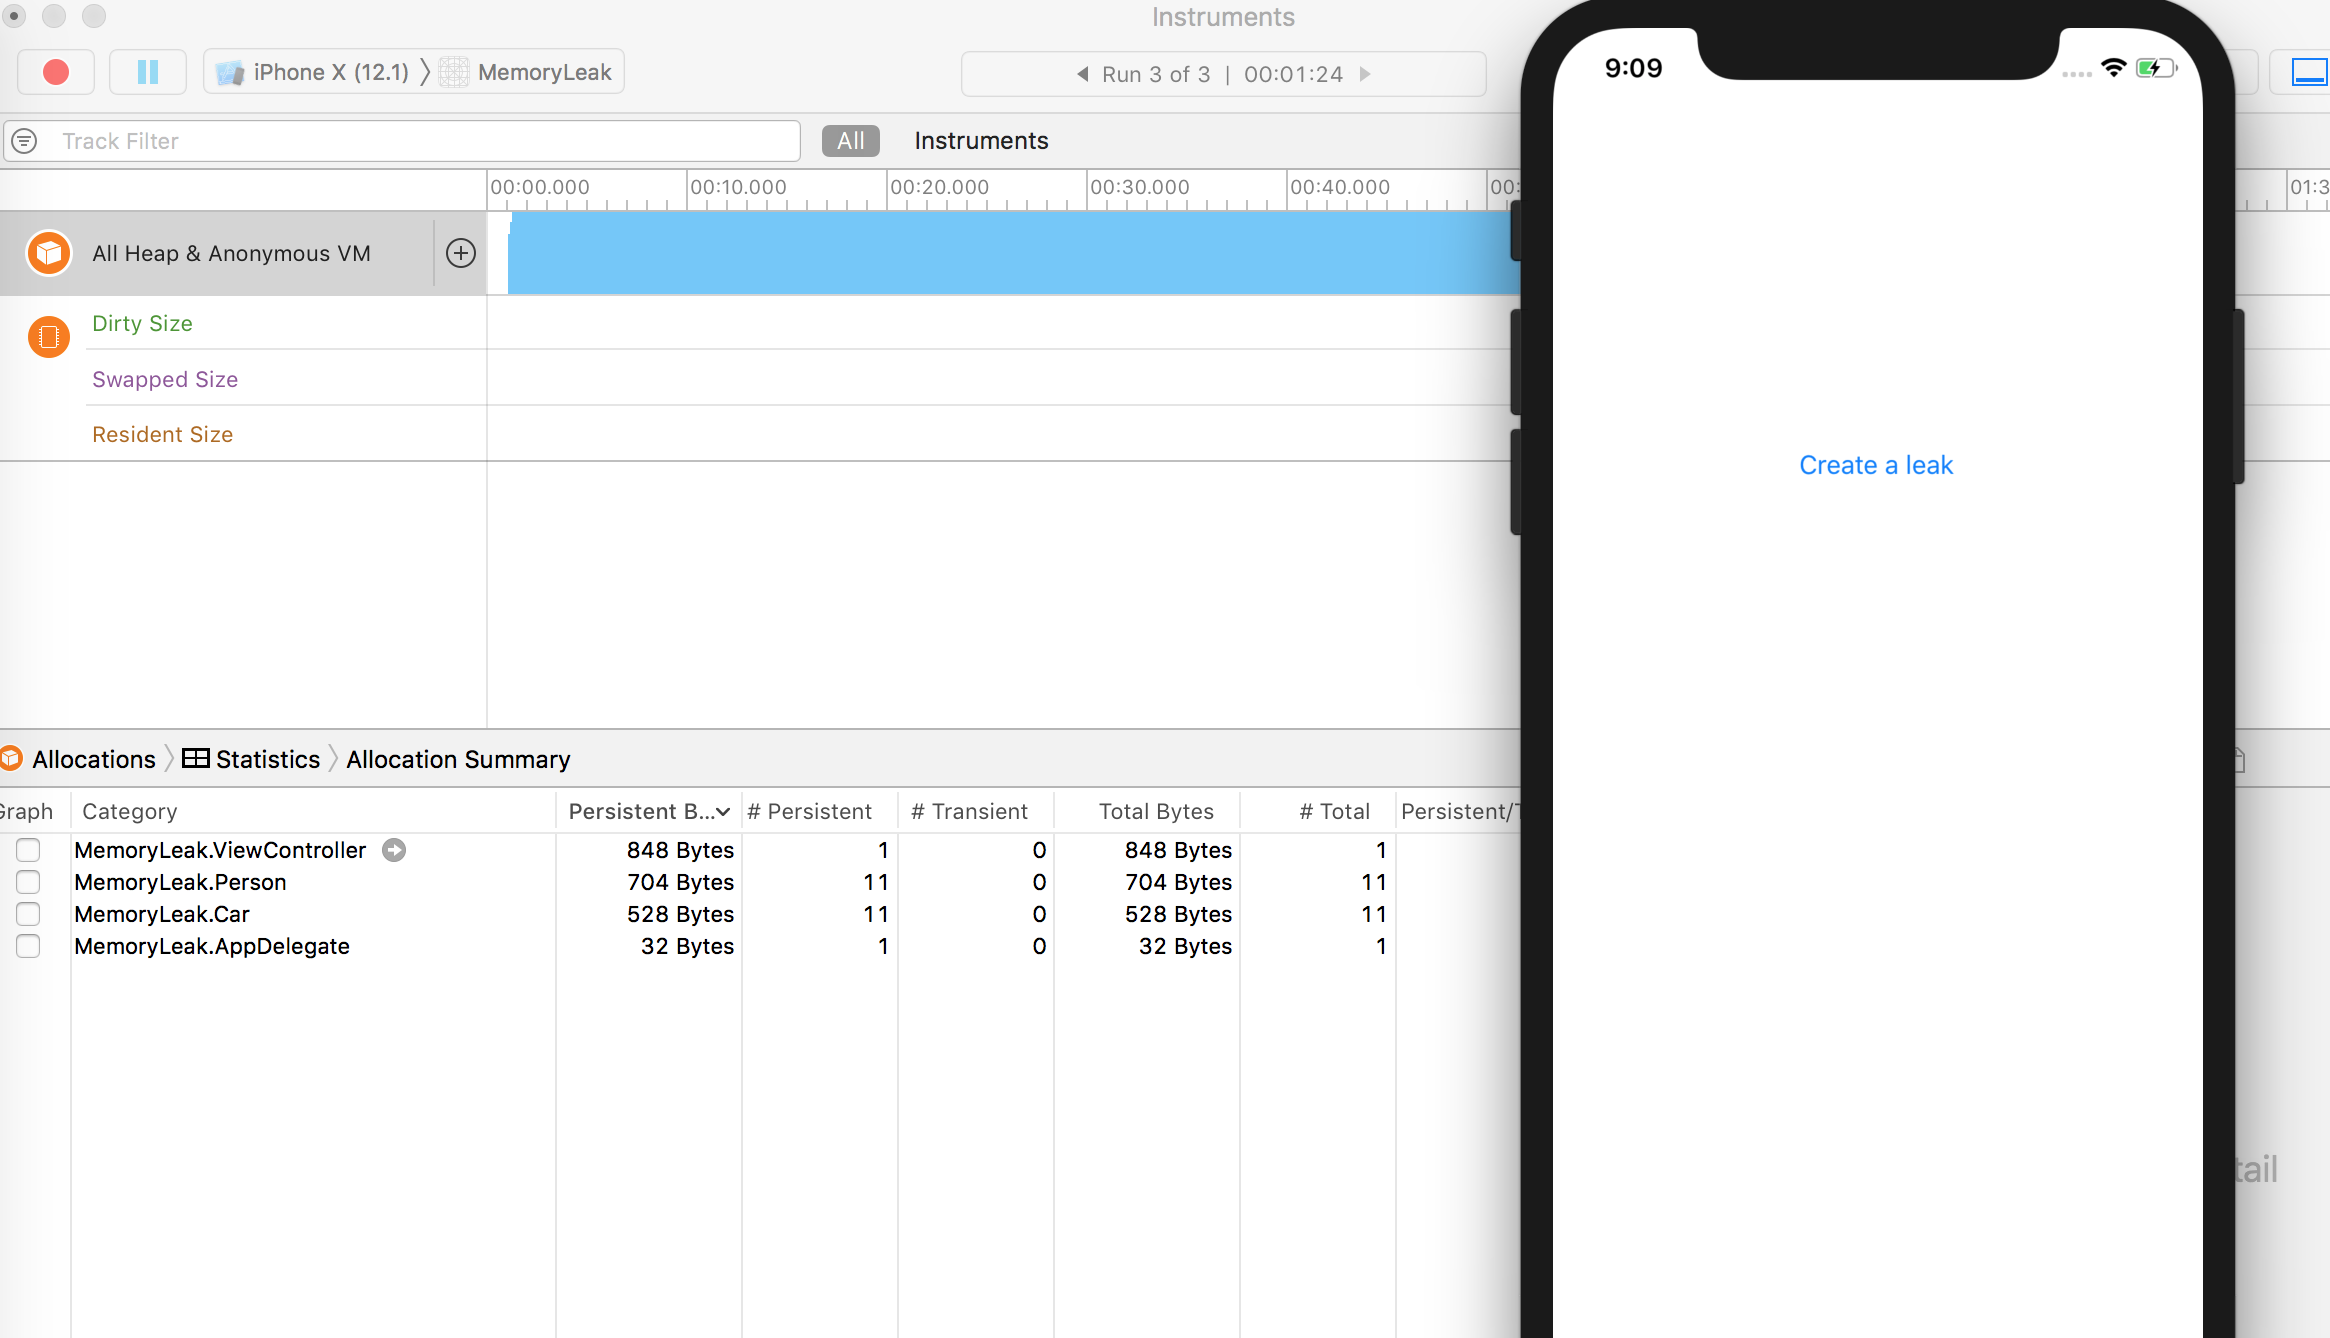 Instruments
iPhone X (12.1) MemoryLeak
Run 3 of 3 | 00:01:24
Track Filter
All Instruments
00:00.000 00:10.000 00:20.000 00:30.000 00:40.000 00: 01:3
All Heap & Anonymous VM
Dirty Size
Swapped Size
Resident Size
Allocations Statistics Allocation Summary
Graph Category Persistent B... # Persistent # Transient Total Bytes # Total Persistent/T
MemoryLeak.ViewController 848 Bytes 1 0 848 Bytes 1
MemoryLeak.Person 704 Bytes 11 0 704 Bytes 11
MemoryLeak.Car 528 Bytes 11 0 528 Bytes 11
MemoryLeak.AppDelegate 32 Bytes 1 0 32 Bytes 1
9:09
Create a leak
tail